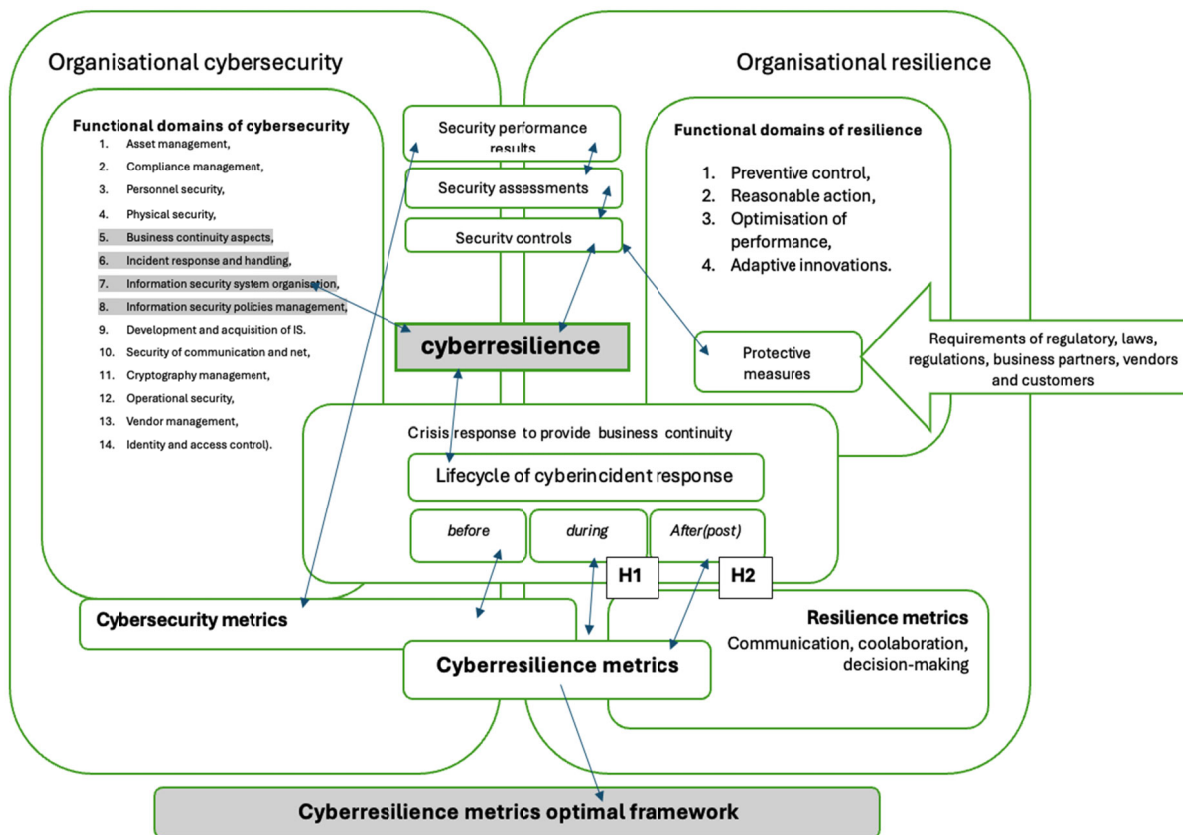 Organisational cybersecurity
Organisational resilience
Functional domains of cybersecurity
1. Asset management,
2. Compliance management,
3. Personnel security,
4. Physical security,
5. Business continuity aspects,
6. Incident response and handling,
7. Information security system organisation,
8. Information security policies management,
9. Development and acquisition of IS.
10. Security of communication and net,
11. Cryptography management,
12. Operational security,
13. Vendor management,
14. Identity and access control).
Security performance
results
Security assessments
Security controls
Functional domains of resilience
1. Preventive control,
2. Reasonable action,
3. Optimisation of
performance,
4. Adaptive innovations.
cyberresilience
Protective
measures
Requirements of regulatory, laws,
regulations, business partners, vendors
and customers
Crisis response to provide business continuity
Lifecycle of cyberincident response
before
during
After(post)
H1
H2
Cybersecurity metrics
Resilience metrics
Communication, coolaboration,
decision-making
Cyberresilience metrics
Cyberresilience metrics optimal framework